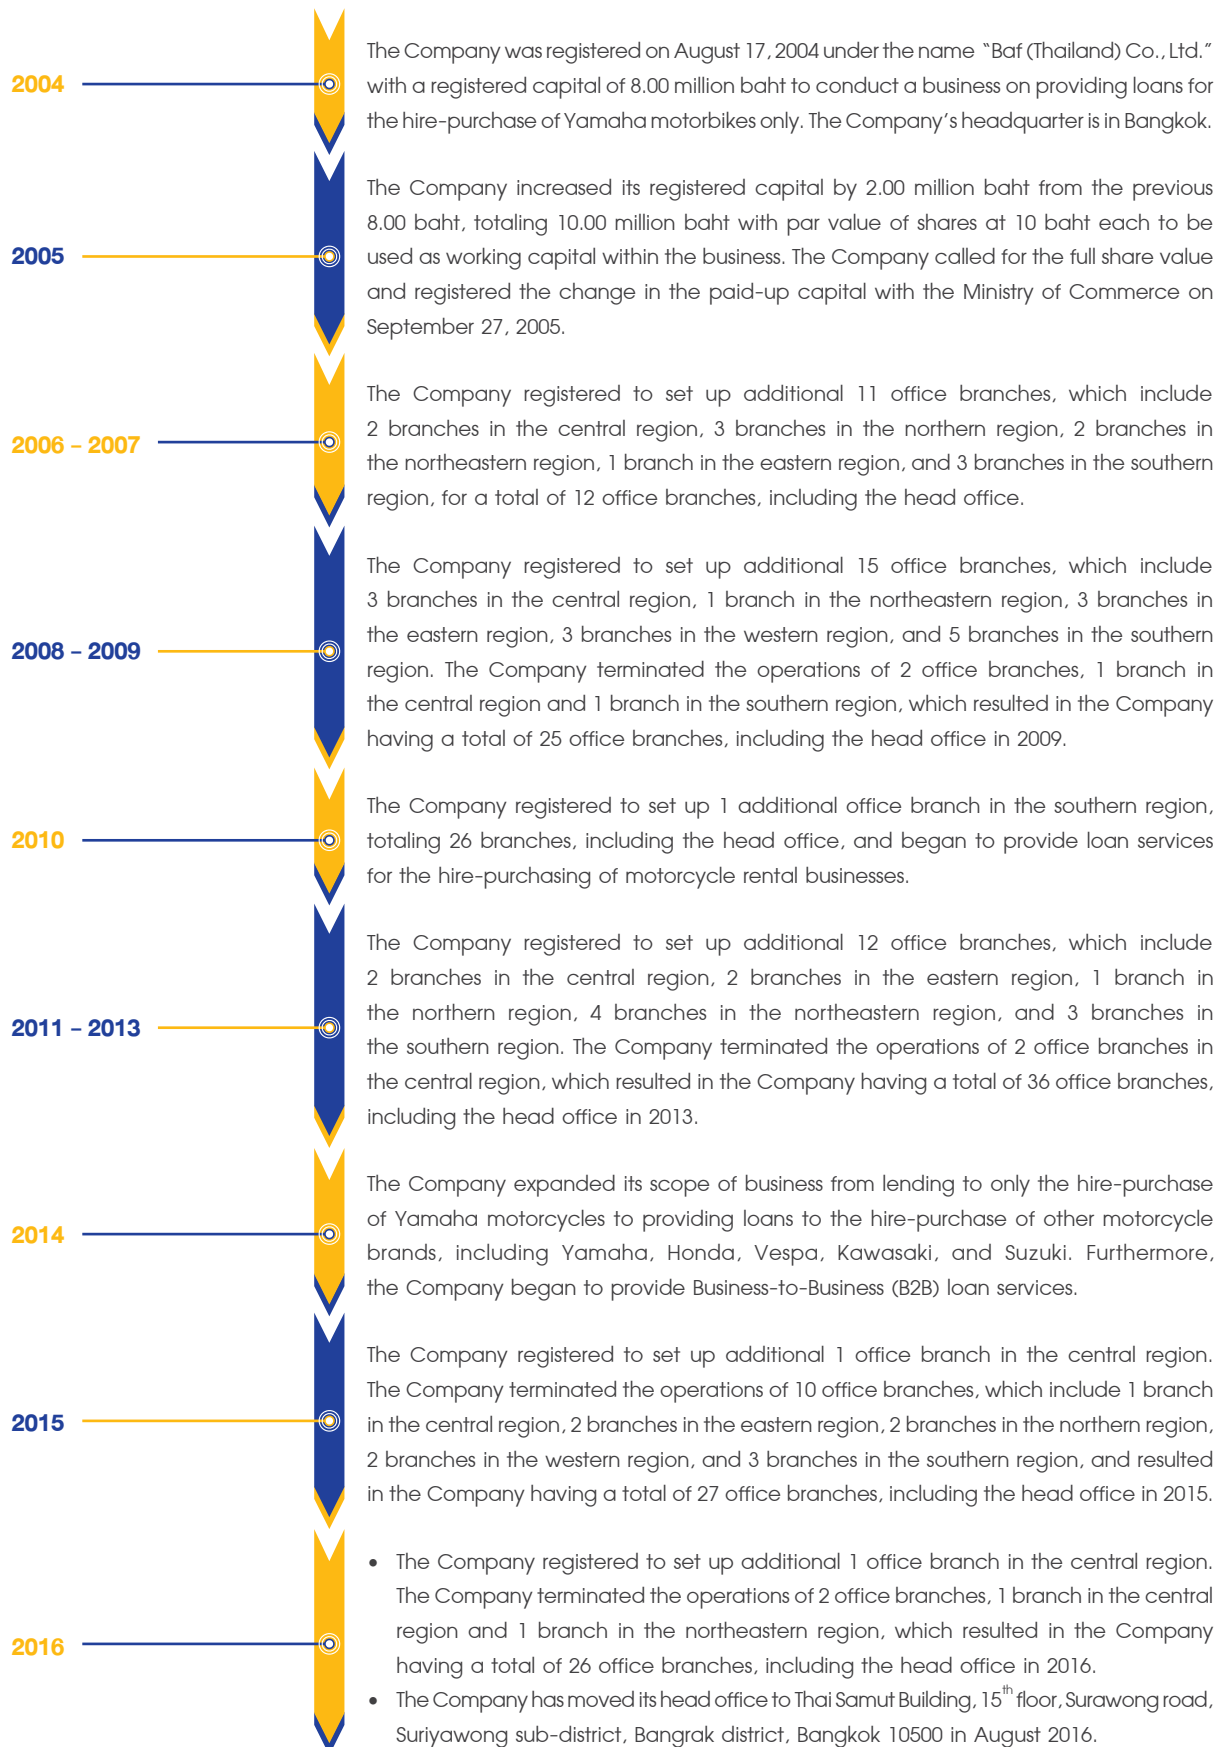 2004
The Company was registered on August 17, 2004 under the name “Baf (Thailand) Co., Ltd.”
with a registered capital of 8.00 million baht to conduct a business on providing loans for
the hire-purchase of Yamaha motorbikes only. The Company’s headquarter is in Bangkok.
2005
The Company increased its registered capital by 2.00 million baht from the previous
8.00 baht, totaling 10.00 million baht with par value of shares at 10 baht each to be
used as working capital within the business. The Company called for the full share value
and registered the change in the paid-up capital with the Ministry of Commerce on
September 27, 2005.
2006 – 2007
The Company registered to set up additional 11 office branches, which include
2 branches in the central region, 3 branches in the northern region, 2 branches in
the northeastern region, 1 branch in the eastern region, and 3 branches in the southern
region, for a total of 12 office branches, including the head office.
2008 – 2009
The Company registered to set up additional 15 office branches, which include
3 branches in the central region, 1 branch in the northeastern region, 3 branches in
the eastern region, 3 branches in the western region, and 5 branches in the southern
region. The Company terminated the operations of 2 office branches, 1 branch in
the central region and 1 branch in the southern region, which resulted in the Company
having a total of 25 office branches, including the head office in 2009.
2010
The Company registered to set up 1 additional office branch in the southern region,
totaling 26 branches, including the head office, and began to provide loan services
for the hire-purchasing of motorcycle rental businesses.
2011 – 2013
The Company registered to set up additional 12 office branches, which include
2 branches in the central region, 2 branches in the eastern region, 1 branch in
the northern region, 4 branches in the northeastern region, and 3 branches in
the southern region. The Company terminated the operations of 2 office branches in
the central region, which resulted in the Company having a total of 36 office branches,
including the head office in 2013.
2014
The Company expanded its scope of business from lending to only the hire-purchase
of Yamaha motorcycles to providing loans to the hire-purchase of other motorcycle
brands, including Yamaha, Honda, Vespa, Kawasaki, and Suzuki. Furthermore,
the Company began to provide Business-to-Business (B2B) loan services.
2015
The Company registered to set up additional 1 office branch in the central region.
The Company terminated the operations of 10 office branches, which include 1 branch
in the central region, 2 branches in the eastern region, 2 branches in the northern region,
2 branches in the western region, and 3 branches in the southern region, and resulted
in the Company having a total of 27 office branches, including the head office in 2015.
2016
• The Company registered to set up additional 1 office branch in the central region.
The Company terminated the operations of 2 office branches, 1 branch in the central
region and 1 branch in the northeastern region, which resulted in the Company
having a total of 26 office branches, including the head office in 2016.
• The Company has moved its head office to Thai Samut Building, 15th floor, Surawong road,
Suriyawong sub-district, Bangrak district, Bangkok 10500 in August 2016.